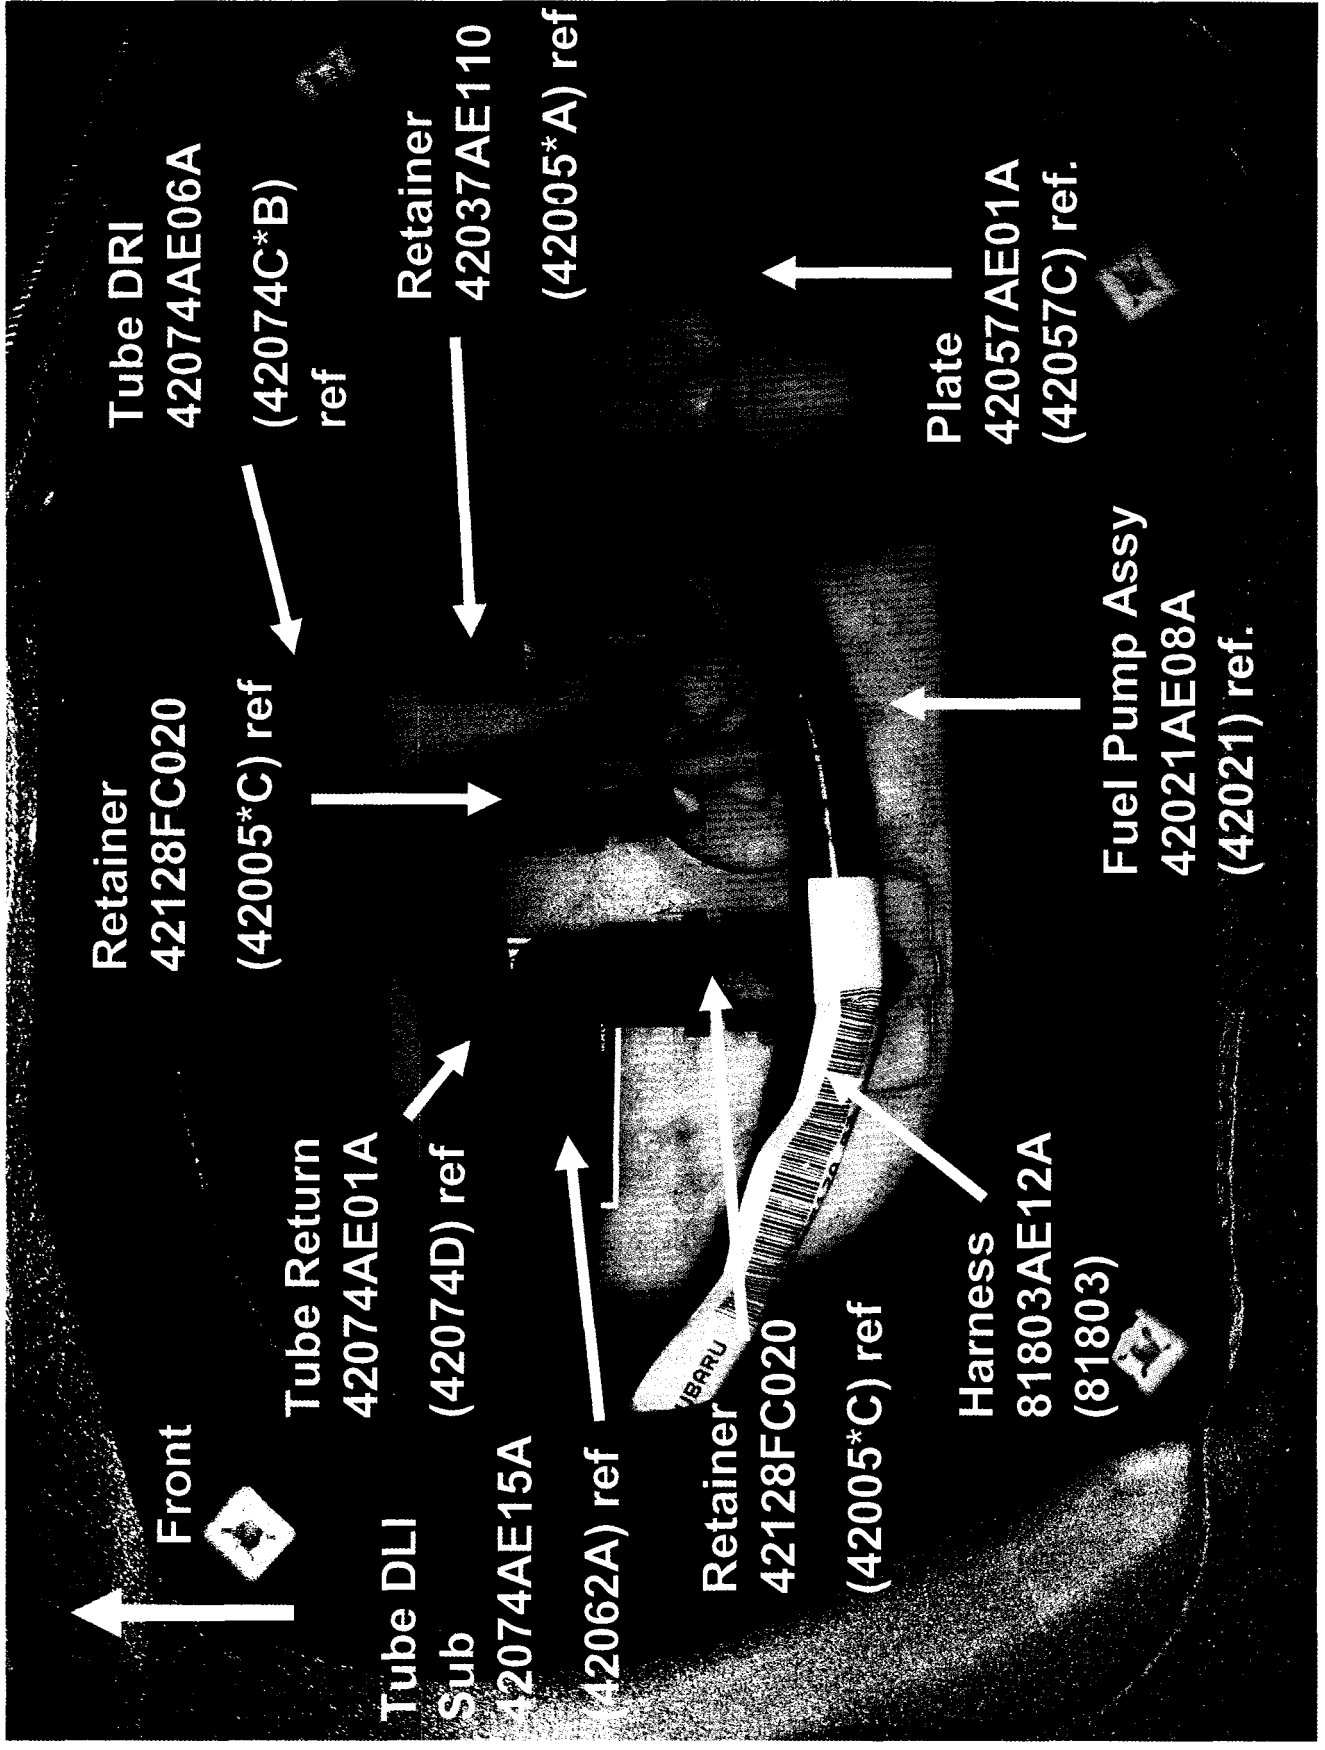 Front
Tube DLI
Sub
42074AE15A
(42062A) ref
Tube Return
42074AE01A
(42074D) ref
Retainer
42128FC020
(42005*C) ref
Tube DRI
42074AE06A
(42074C*B)
ref
Retainer
42037AE110
(42005*A) ref
Retainer
42128FC020
(42005*C) ref
UBARU
Harness
81803AE12A
(81803)
Fuel Pump Assy
42021AE08A
(42021) ref.
Plate
42057AE01A
(42057C) ref.